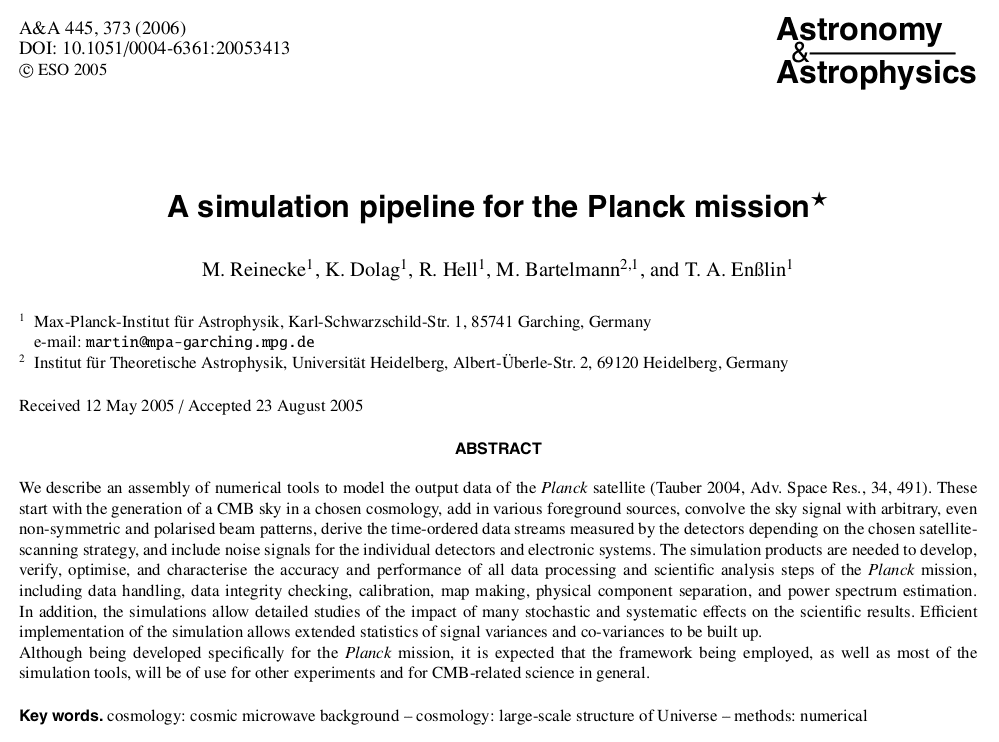 A&A 445, 373 (2006)
DOI: 10.1051/0004-6361:20053413
© ESO 2005
Astronomy
&
Astrophysics
A simulation pipeline for the Planck mission★
M. Reinecke¹, K. Dolag¹, R. Hell¹, M. Bartelmann²,¹, and T. A. Enßlin¹
¹ Max-Planck-Institut für Astrophysik, Karl-Schwarzschild-Str. 1, 85741 Garching, Germany
e-mail: martin@mpa-garching.mpg.de
² Institut für Theoretische Astrophysik, Universität Heidelberg, Albert-Überle-Str. 2, 69120 Heidelberg, Germany
Received 12 May 2005 / Accepted 23 August 2005
ABSTRACT
We describe an assembly of numerical tools to model the output data of the Planck satellite (Tauber 2004, Adv. Space Res., 34, 491). These
start with the generation of a CMB sky in a chosen cosmology, add in various foreground sources, convolve the sky signal with arbitrary, even
non-symmetric and polarised beam patterns, derive the time-ordered data streams measured by the detectors depending on the chosen satellite-
scanning strategy, and include noise signals for the individual detectors and electronic systems. The simulation products are needed to develop,
verify, optimise, and characterise the accuracy and performance of all data processing and scientific analysis steps of the Planck mission,
including data handling, data integrity checking, calibration, map making, physical component separation, and power spectrum estimation.
In addition, the simulations allow detailed studies of the impact of many stochastic and systematic effects on the scientific results. Efficient
implementation of the simulation allows extended statistics of signal variances and co-variances to be built up.
Although being developed specifically for the Planck mission, it is expected that the framework being employed, as well as most of the
simulation tools, will be of use for other experiments and for CMB-related science in general.
Key words. cosmology: cosmic microwave background – cosmology: large-scale structure of Universe – methods: numerical